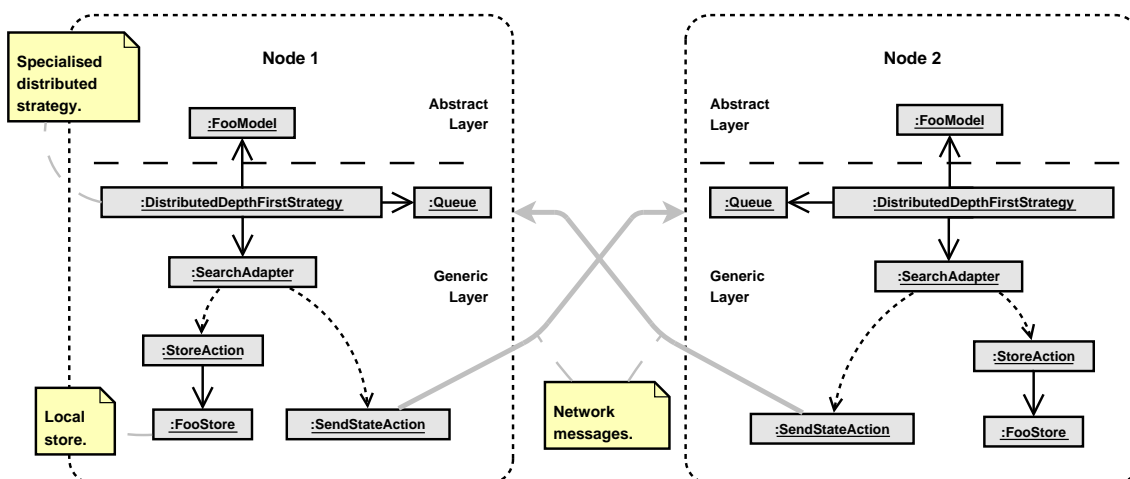 Specialised
distributed
strategy.
Node 1
:FooModel
Abstract
Layer
:DistributedDepthFirstStrategy
:Queue
:SearchAdapter
Generic
Layer
:StoreAction
Local
store.
:FooStore
:SendStateAction
Network
messages.
Node 2
Abstract
Layer
:FooModel
:Queue
:DistributedDepthFirstStrategy
Generic
Layer
:SearchAdapter
:StoreAction
:SendStateAction
:FooStore